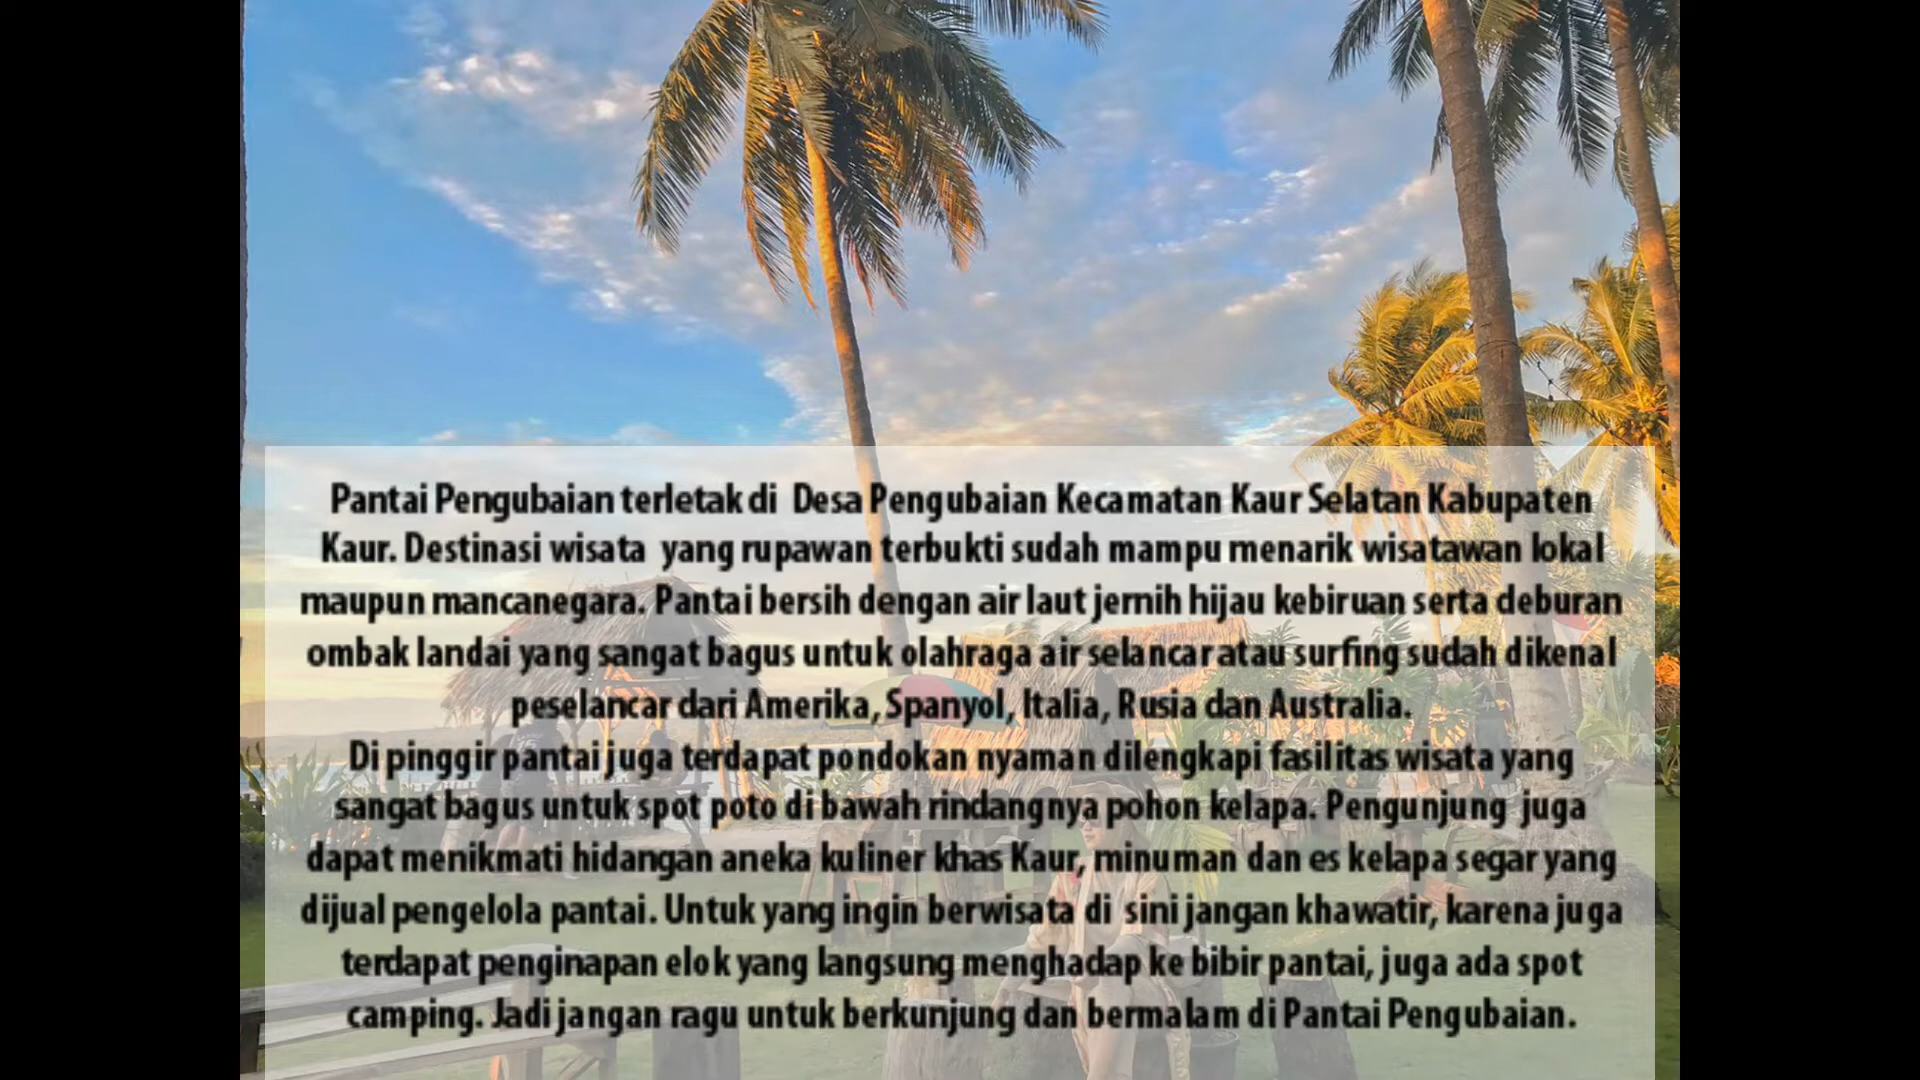 Pantai Pengubaian terletak di Desa Pengubaian Kecamatan Kaur Selatan Kabupaten
Kaur. Destinasi wisata yang rupawan terbukti sudah mampu menarik wisatawan lokal
maupun mancanegara. Pantai bersih dengan air laut jernih hijau kebiruan serta deburan
ombak landai yang sangat bagus untuk olahraga air selancar atau surfing sudah dikenal
peselancar dari Amerika, Spanyol, Italia, Rusia dan Australia.
Di pinggir pantai juga terdapat pondokan nyaman dilengkapi fasilitas wisata yang
sangat bagus untuk spot poto di bawah rindangnya pohon kelapa. Pengunjung juga
dapat menikmati hidangan aneka kuliner khas Kaur, minuman dan es kelapa segar yang
dijual pengelola pantai. Untuk yang ingin berwisata di sini jangan khawatir, karena juga
terdapat penginapan elok yang langsung menghadap ke bibir pantai, juga ada spot
camping. Jadi jangan ragu untuk berkunjung dan bermalam di Pantai Pengubaian.